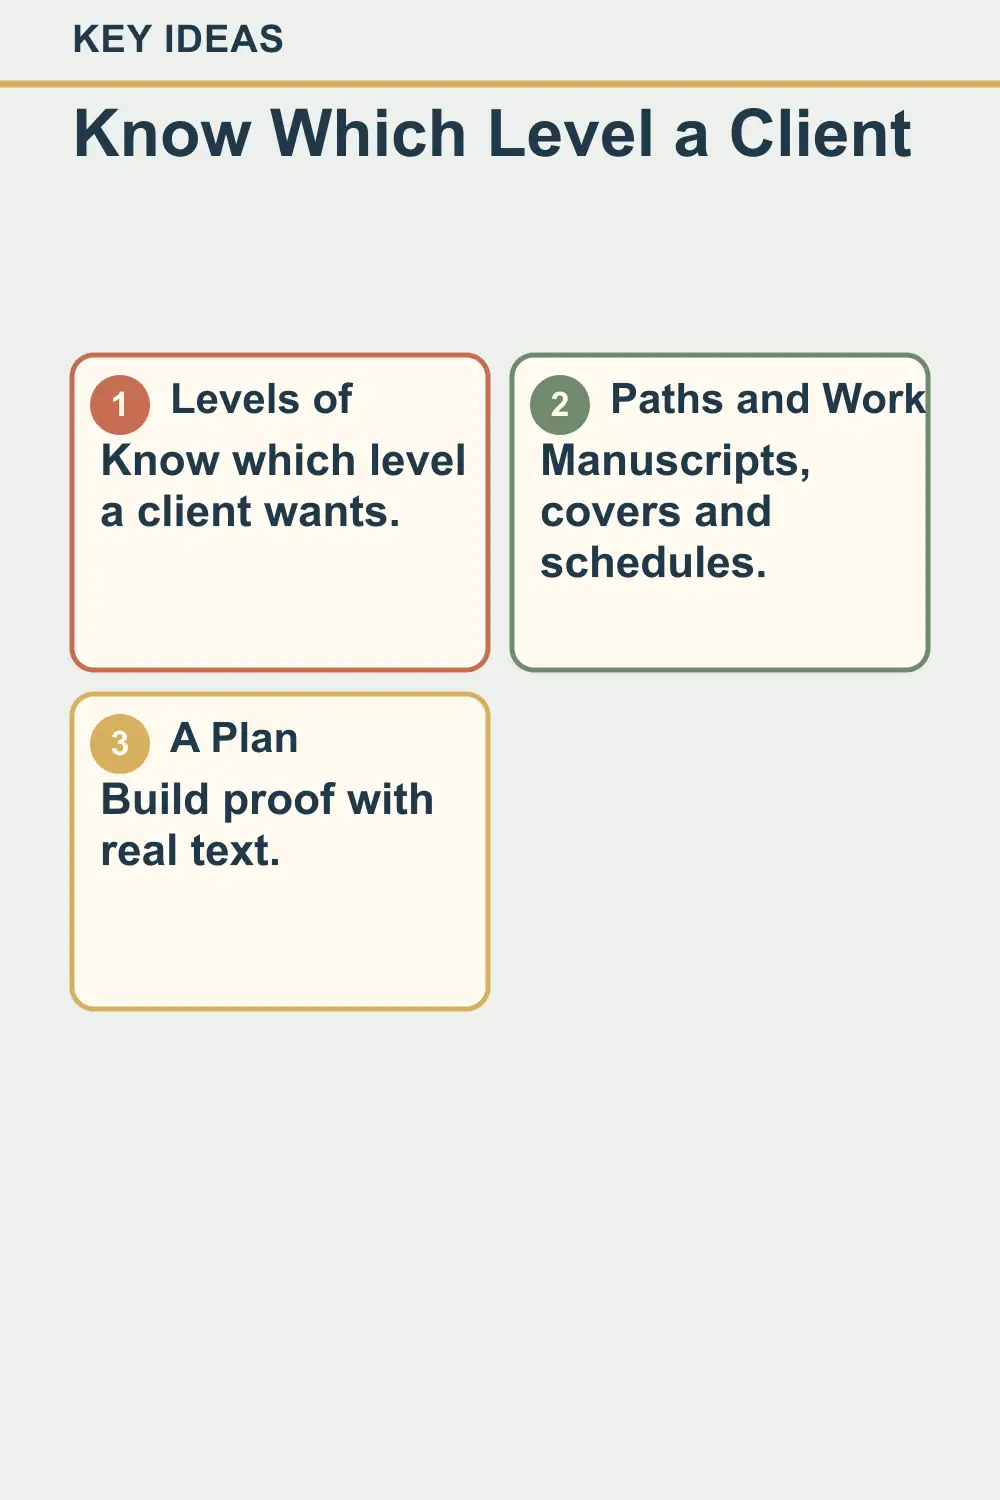 KEY IDEAS
Know Which Level a Client
1 Levels of
Know which level
a client wants.
2 Paths and Work
Manuscripts,
covers and
schedules.
3 A Plan
Build proof with
real text.